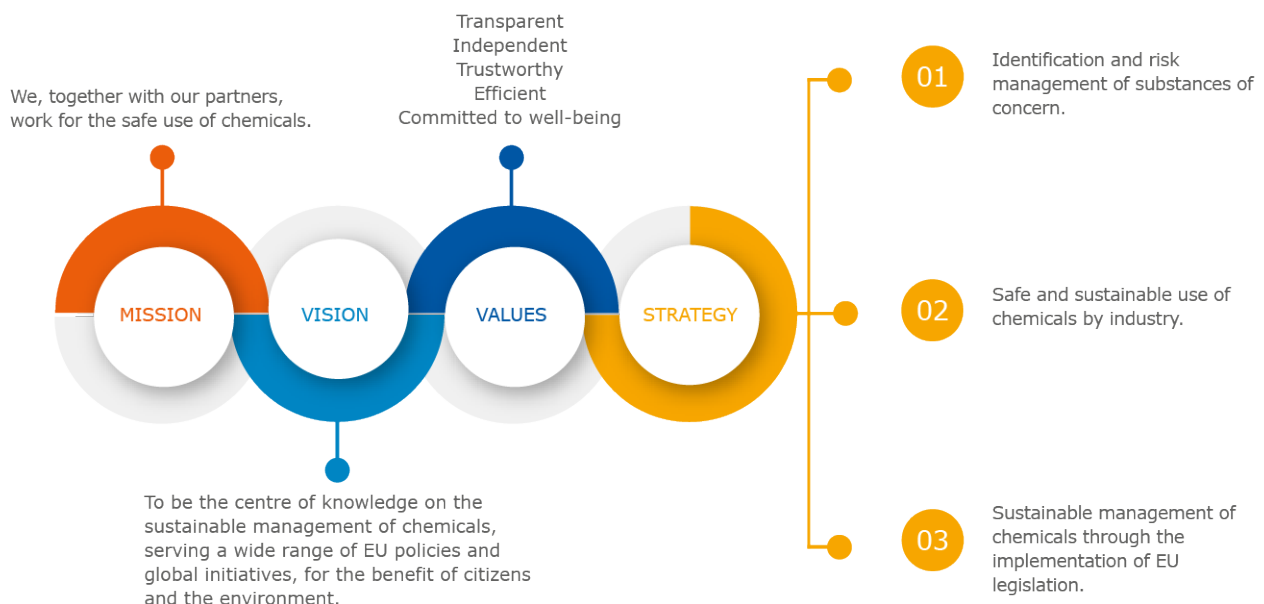 We, together with our partners,
work for the safe use of chemicals.
Transparent
Independent
Trustworthy
Efficient
Committed to well-being
MISSION
VISION
VALUES
STRATEGY
To be the centre of knowledge on the
sustainable management of chemicals,
serving a wide range of EU policies and
global initiatives, for the benefit of citizens
and the environment.
01
Identification and risk
management of substances of
concern.
02
Safe and sustainable use of
chemicals by industry.
03
Sustainable management of
chemicals through the
implementation of EU
legislation.